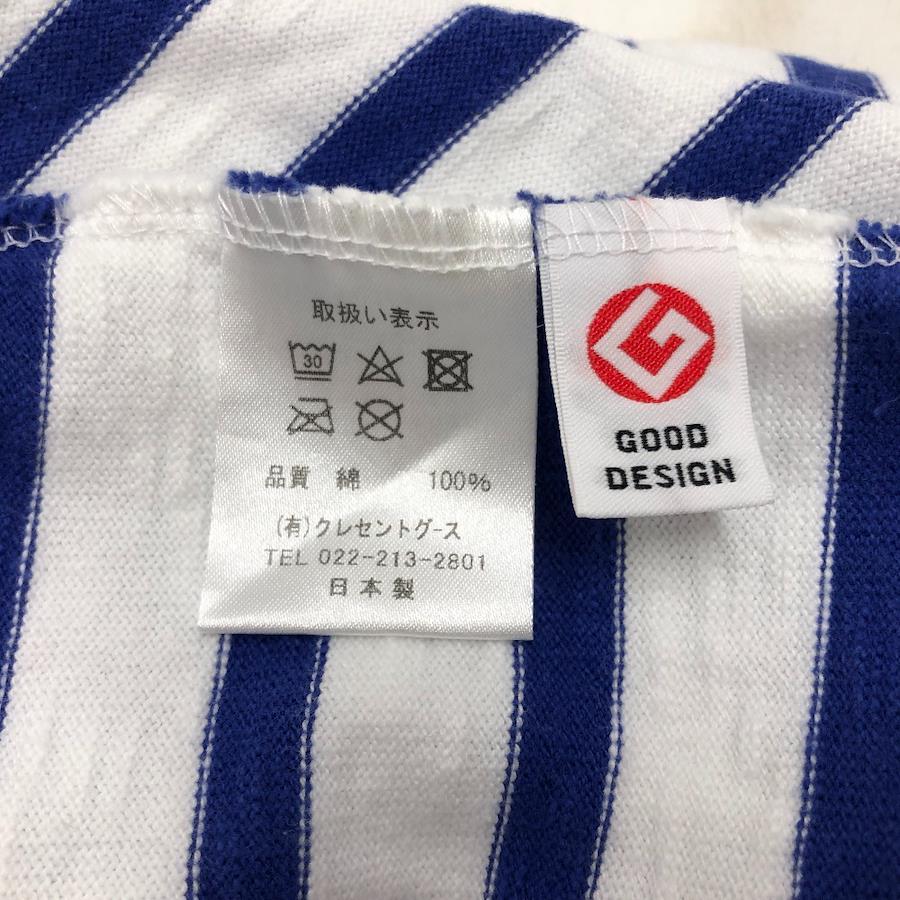 取扱い表示
30
品質 綿 100%
(有)クレセントグース
TEL 022-213-2801
日本製
G
GOOD
DESIGN